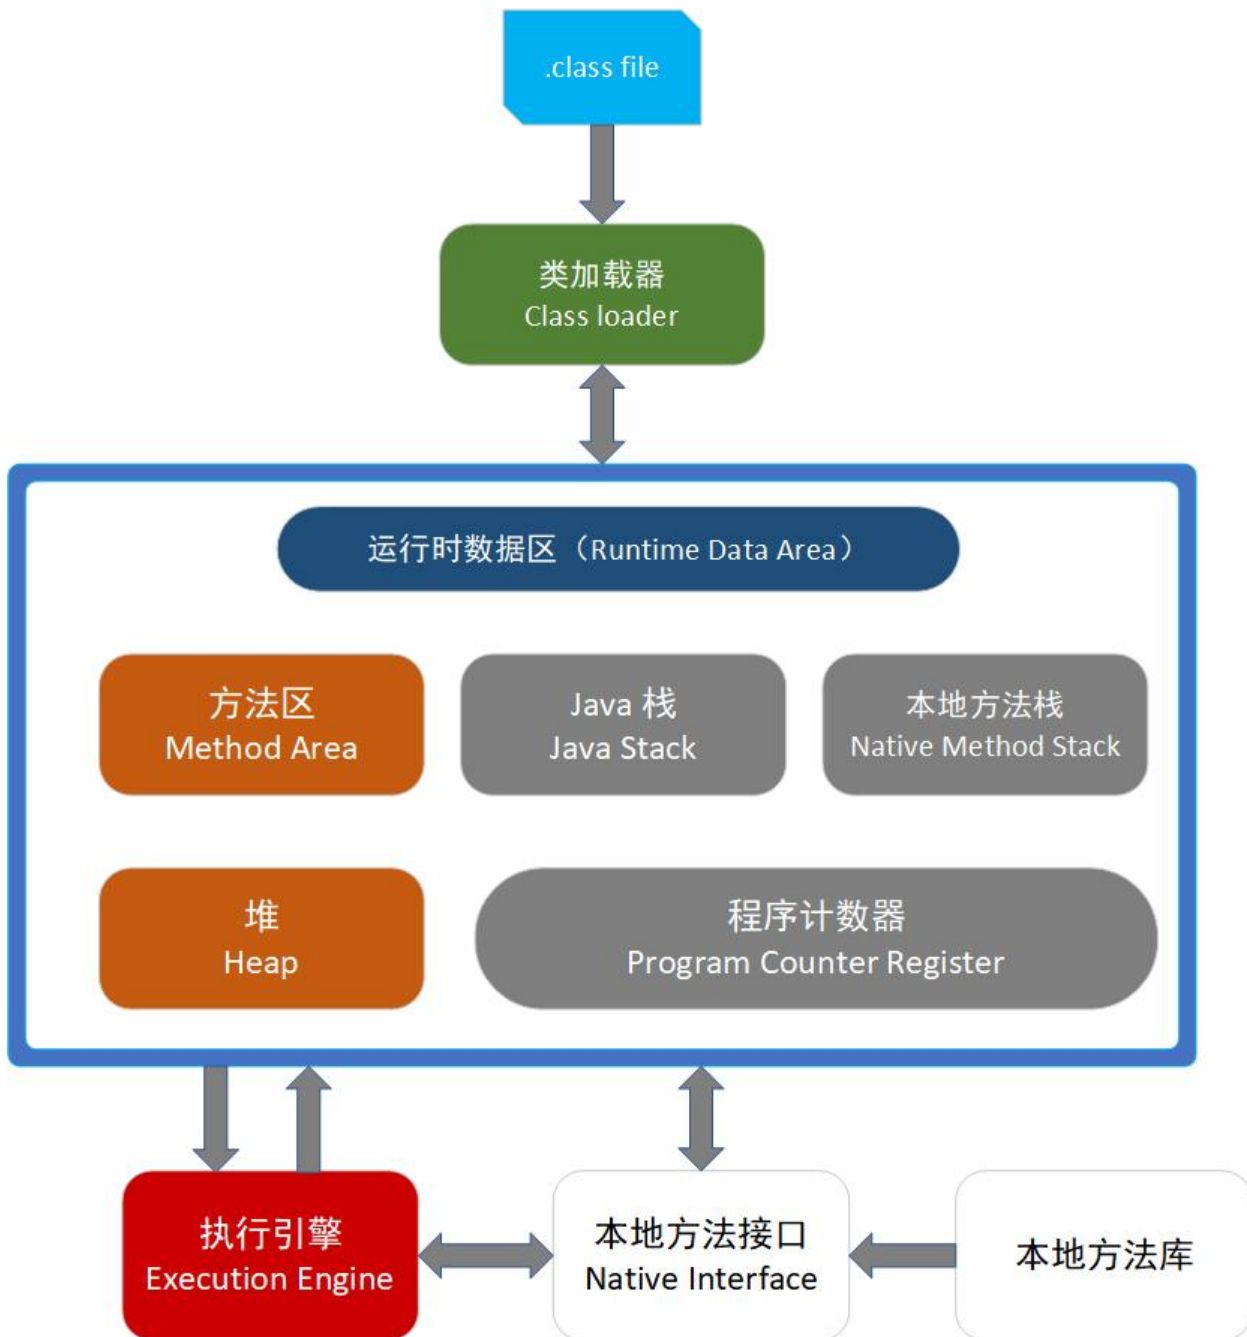 .class file
类加载器
Class loader
运行时数据区（Runtime Data Area）
方法区
Method Area
Java 栈
Java Stack
本地方法栈
Native Method Stack
堆
Heap
程序计数器
Program Counter Register
执行引擎
Execution Engine
本地方法接口
Native Interface
本地方法库